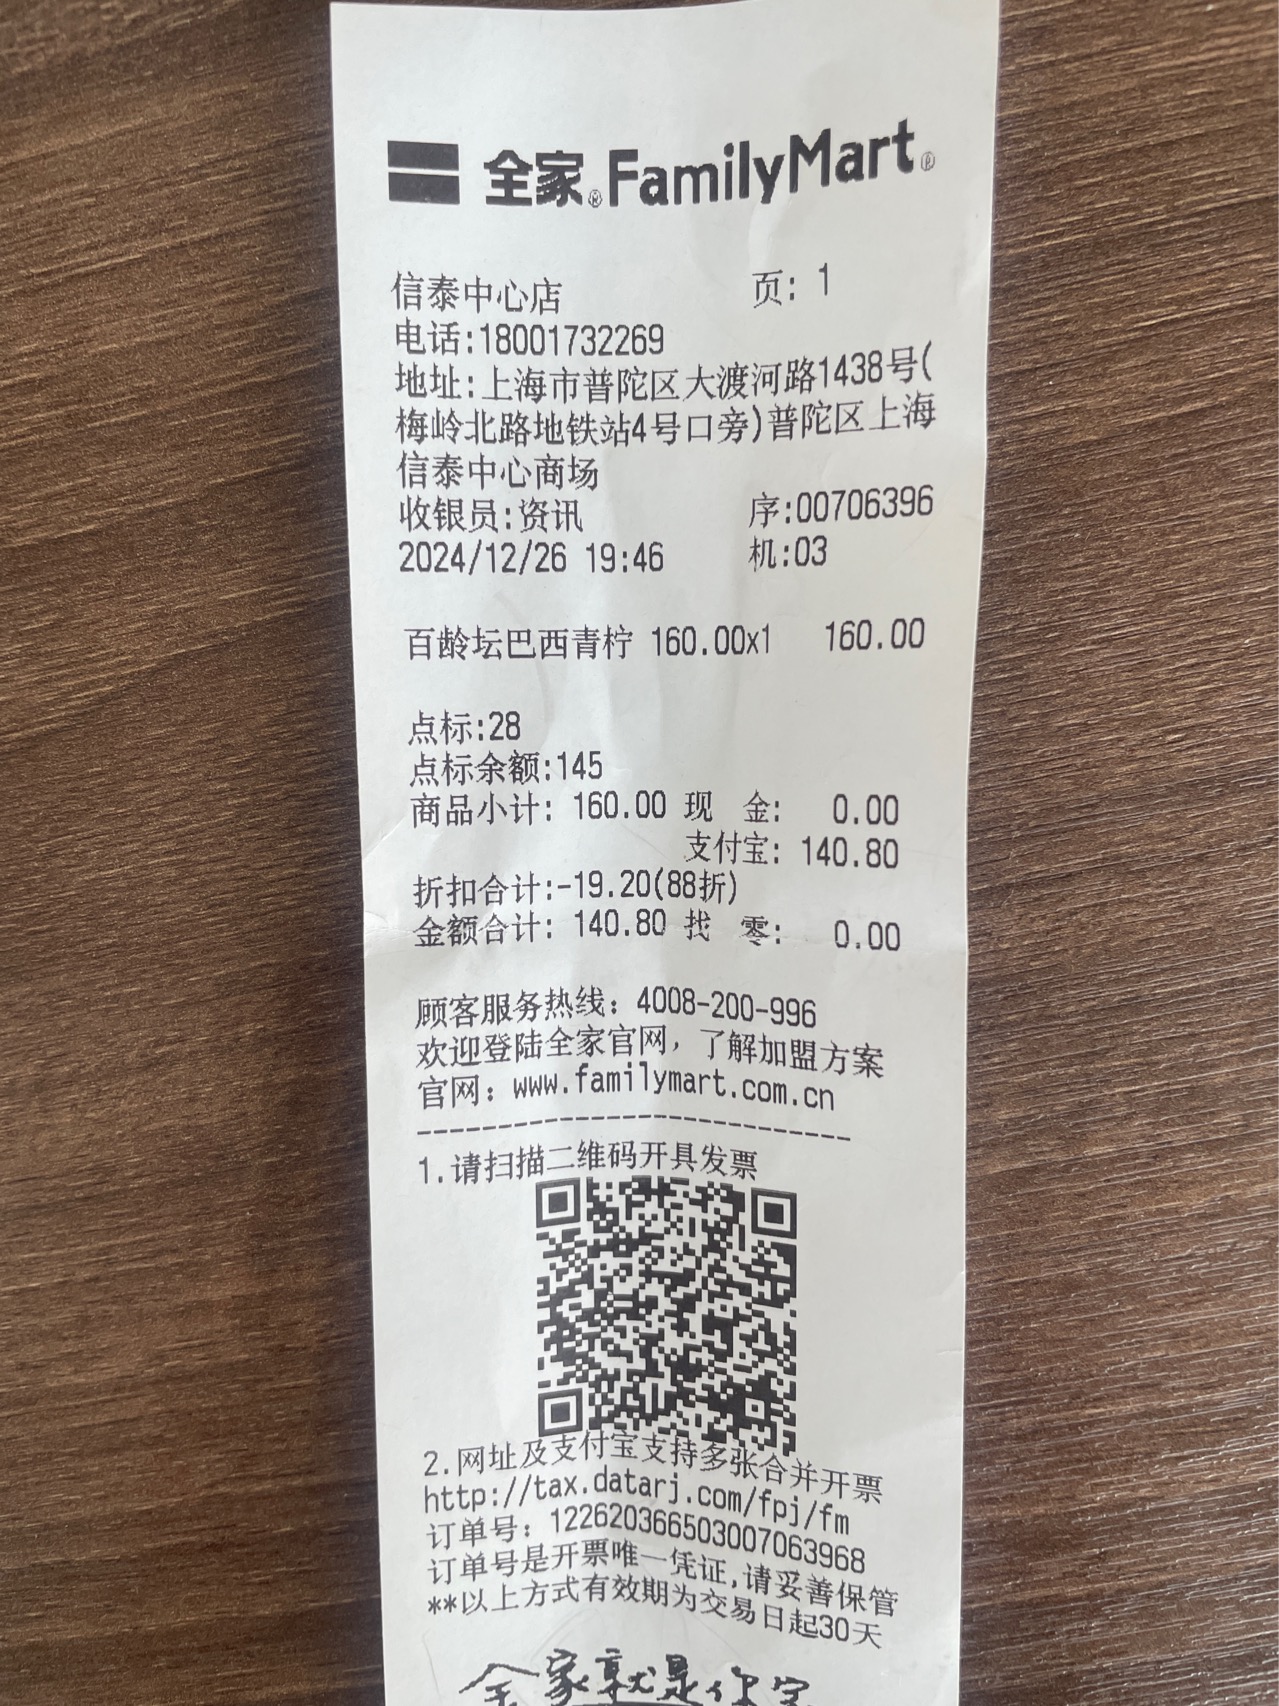 全家® FamilyMart®
信泰中心店 页: 1
电话:18001732269
地址:上海市普陀区大渡河路1438号(
梅岭北路地铁站4号口旁)普陀区上海
信泰中心商场
收银员:资讯 序:00706396
2024/12/26 19:46 机:03
百龄坛巴西青柠 160.00x1 160.00
点标:28
点标余额:145
商品小计: 160.00 现 金: 0.00
支付宝: 140.80
折扣合计:-19.20(88折)
金额合计: 140.80 找 零: 0.00
顾客服务热线: 4008-200-996
欢迎登陆全家官网, 了解加盟方案
官网: www.familymart.com.cn
----------------------------
1.请扫描二维码开具发票
2.网址及支付宝支持多张合并开票
http://tax.datarj.com/fpj/fm
订单号: 122620366503007063968
订单号是开票唯一凭证,请妥善保管
**以上方式有效期为交易日起30天
全家就是你家